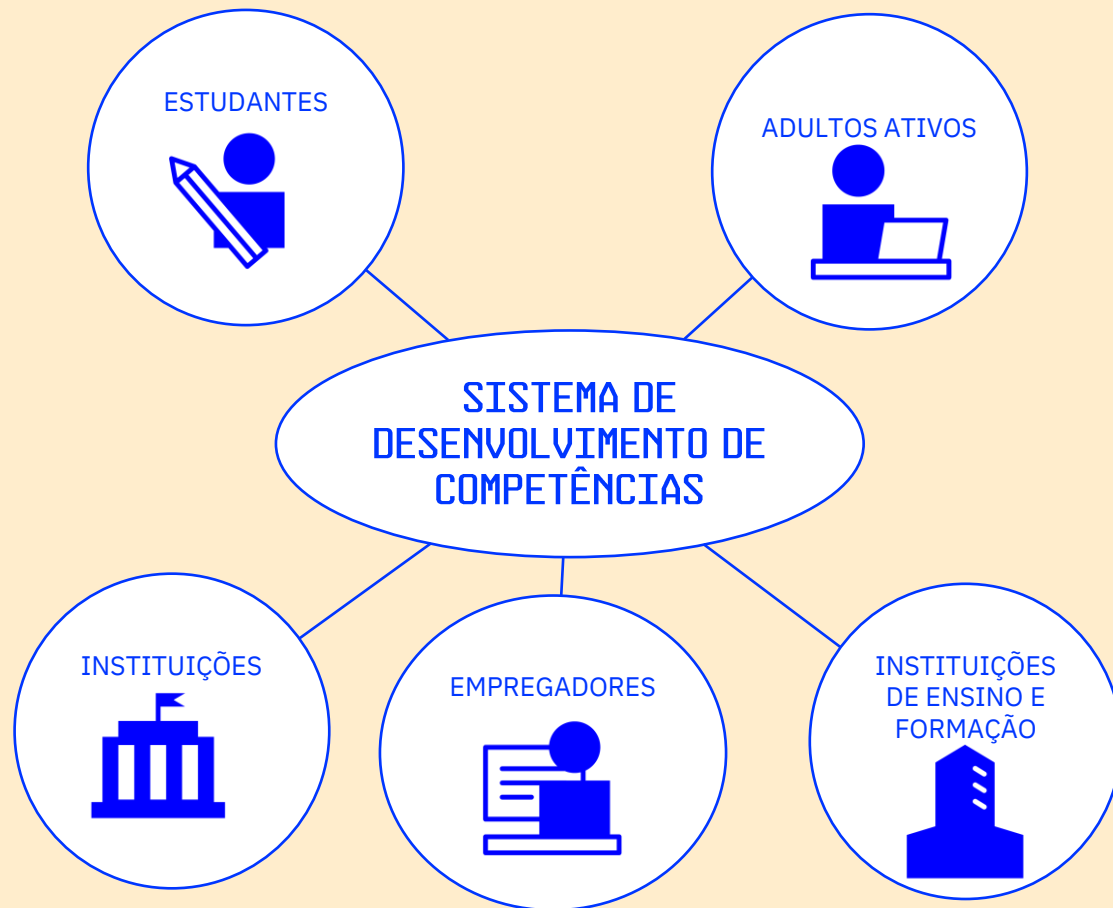 ESTUDANTES
ADULTOS ATIVOS
SISTEMA DE
DESENVOLVIMENTO DE
COMPETÊNCIAS
INSTITUIÇÕES
EMPREGADORES
INSTITUIÇÕES
DE ENSINO E
FORMAÇÃO